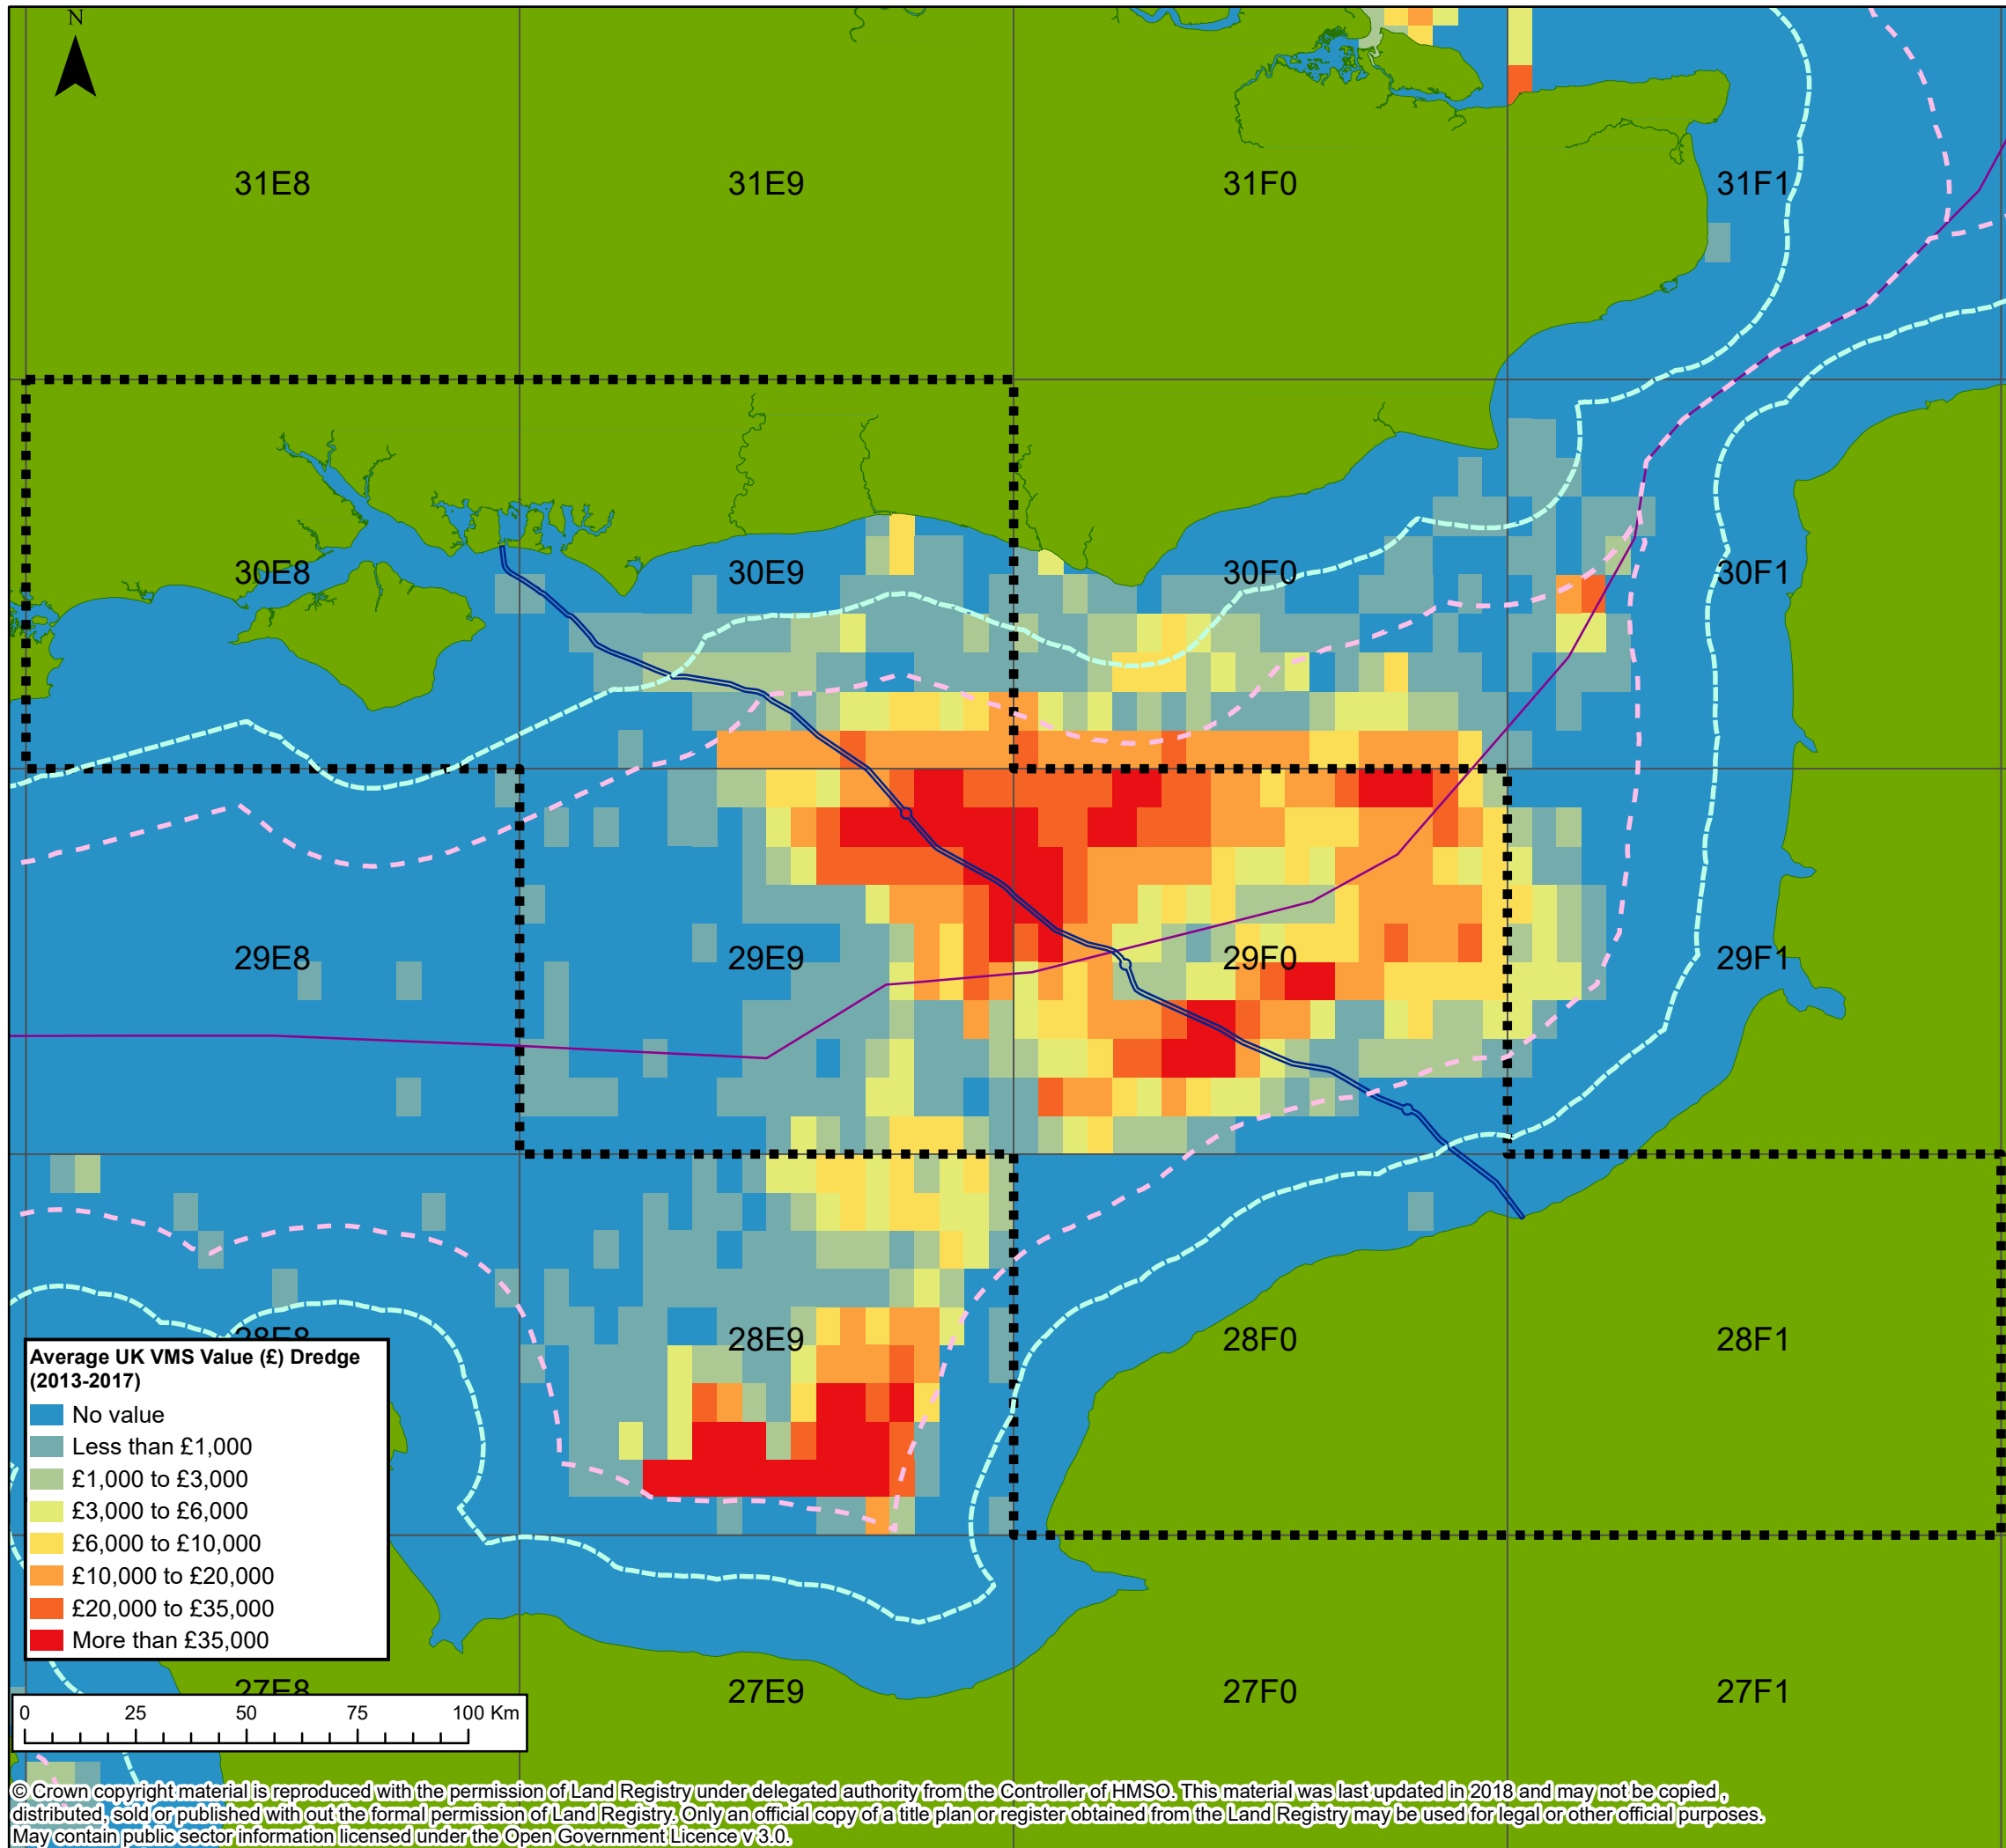 N
31E8 31E9 31F0 31F1
30E8 30E9 30F0 30F1
29E8 29E9 29F0 29F1
28E8 28E9 28F0 28F1
Average UK VMS Value (£) Dredge
(2013-2017)
No value
Less than £1,000
£1,000 to £3,000
£3,000 to £6,000
£6,000 to £10,000
£10,000 to £20,000
£20,000 to £35,000
More than £35,000
27E8 27E9 27F0 27F1
0 25 50 75 100 Km
© Crown copyright material is reproduced with the permission of Land Registry under delegated authority from the Controller of HMSO. This material was last updated in 2018 and may not be copied ,
distributed, sold or published with out the formal permission of Land Registry. Only an official copy of a title plan or register obtained from the Land Registry may be used for legal or other official purposes.
May contain public sector information licensed under the Open Government Licence v 3.0.